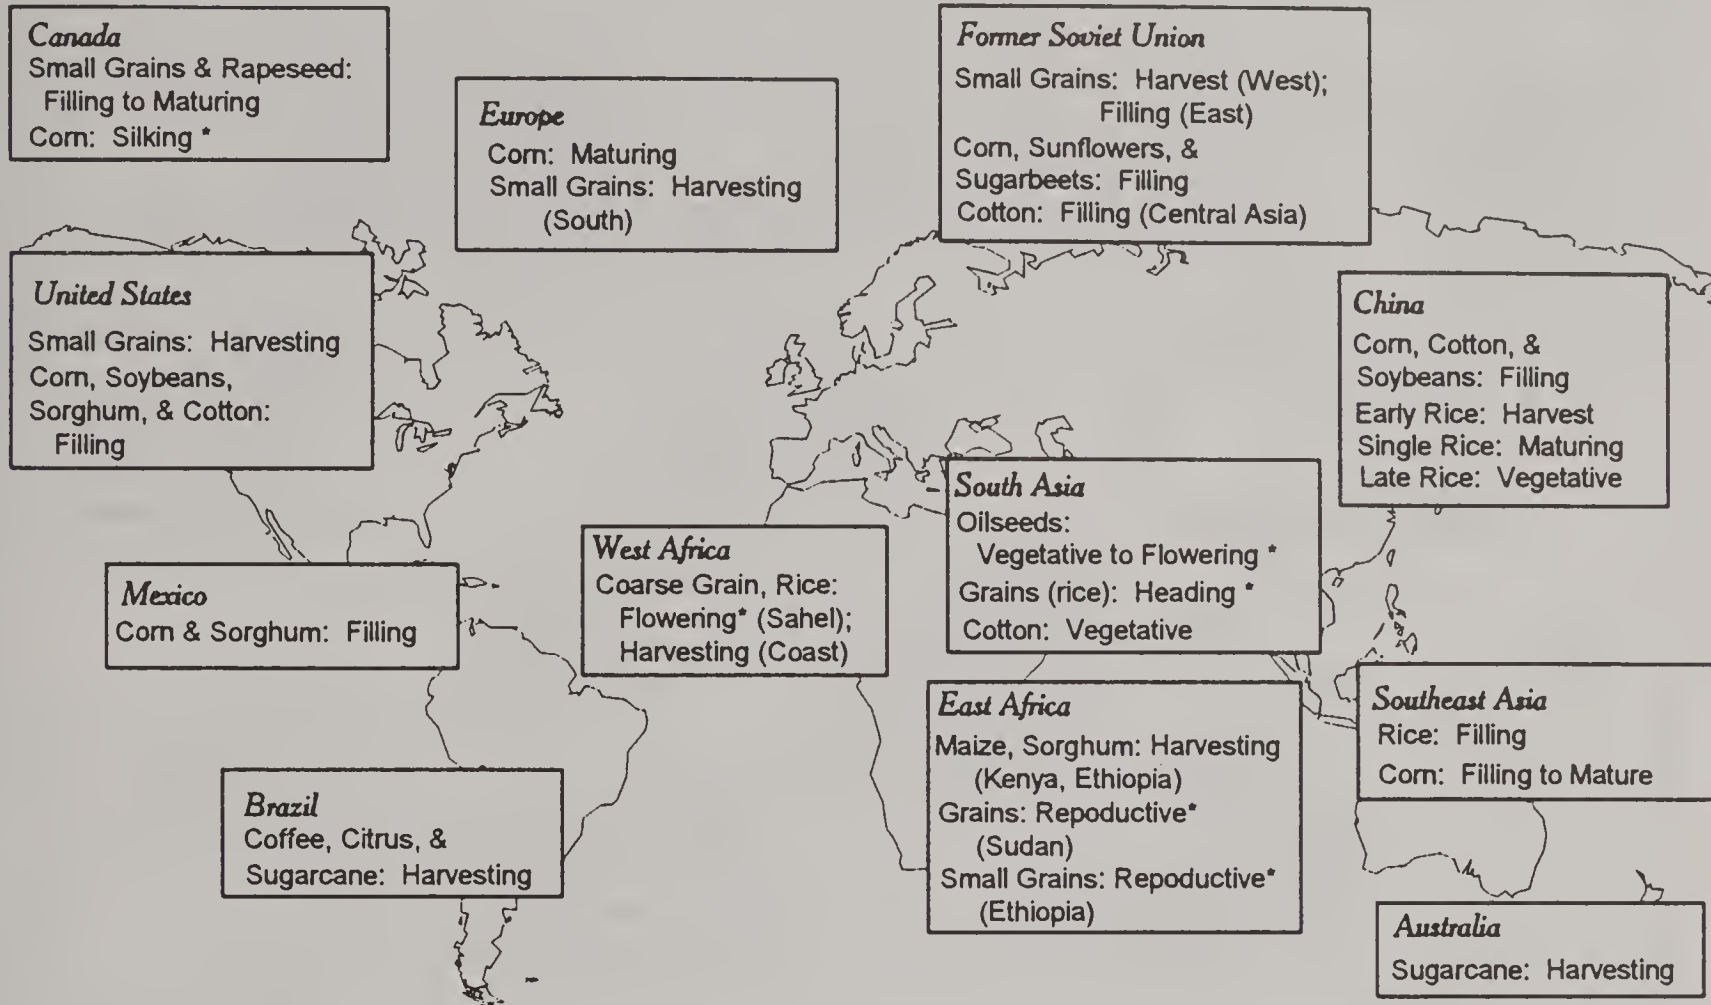 Canada
Small Grains & Rapeseed:
Filling to Maturing
Corn: Silking *
Europe
Corn: Maturing
Small Grains: Harvesting
(South)
Former Soviet Union
Small Grains: Harvest (West);
Filling (East)
Corn, Sunflowers, &
Sugarbeets: Filling
Cotton: Filling (Central Asia)
United States
Small Grains: Harvesting
Corn, Soybeans,
Sorghum, & Cotton:
Filling
China
Corn, Cotton, &
Soybeans: Filling
Early Rice: Harvest
Single Rice: Maturing
Late Rice: Vegetative
South Asia
Oilseeds:
Vegetative to Flowering *
Grains (rice): Heading *
Cotton: Vegetative
West Africa
Coarse Grain, Rice:
Flowering* (Sahel);
Harvesting (Coast)
Mexico
Corn & Sorghum: Filling
East Africa
Maize, Sorghum: Harvesting
(Kenya, Ethiopia)
Grains: Repoductive*
(Sudan)
Small Grains: Repoductive*
(Ethiopia)
Southeast Asia
Rice: Filling
Corn: Filling to Mature
Brazil
Coffee, Citrus, &
Sugarcane: Harvesting
Australia
Sugarcane: Harvesting